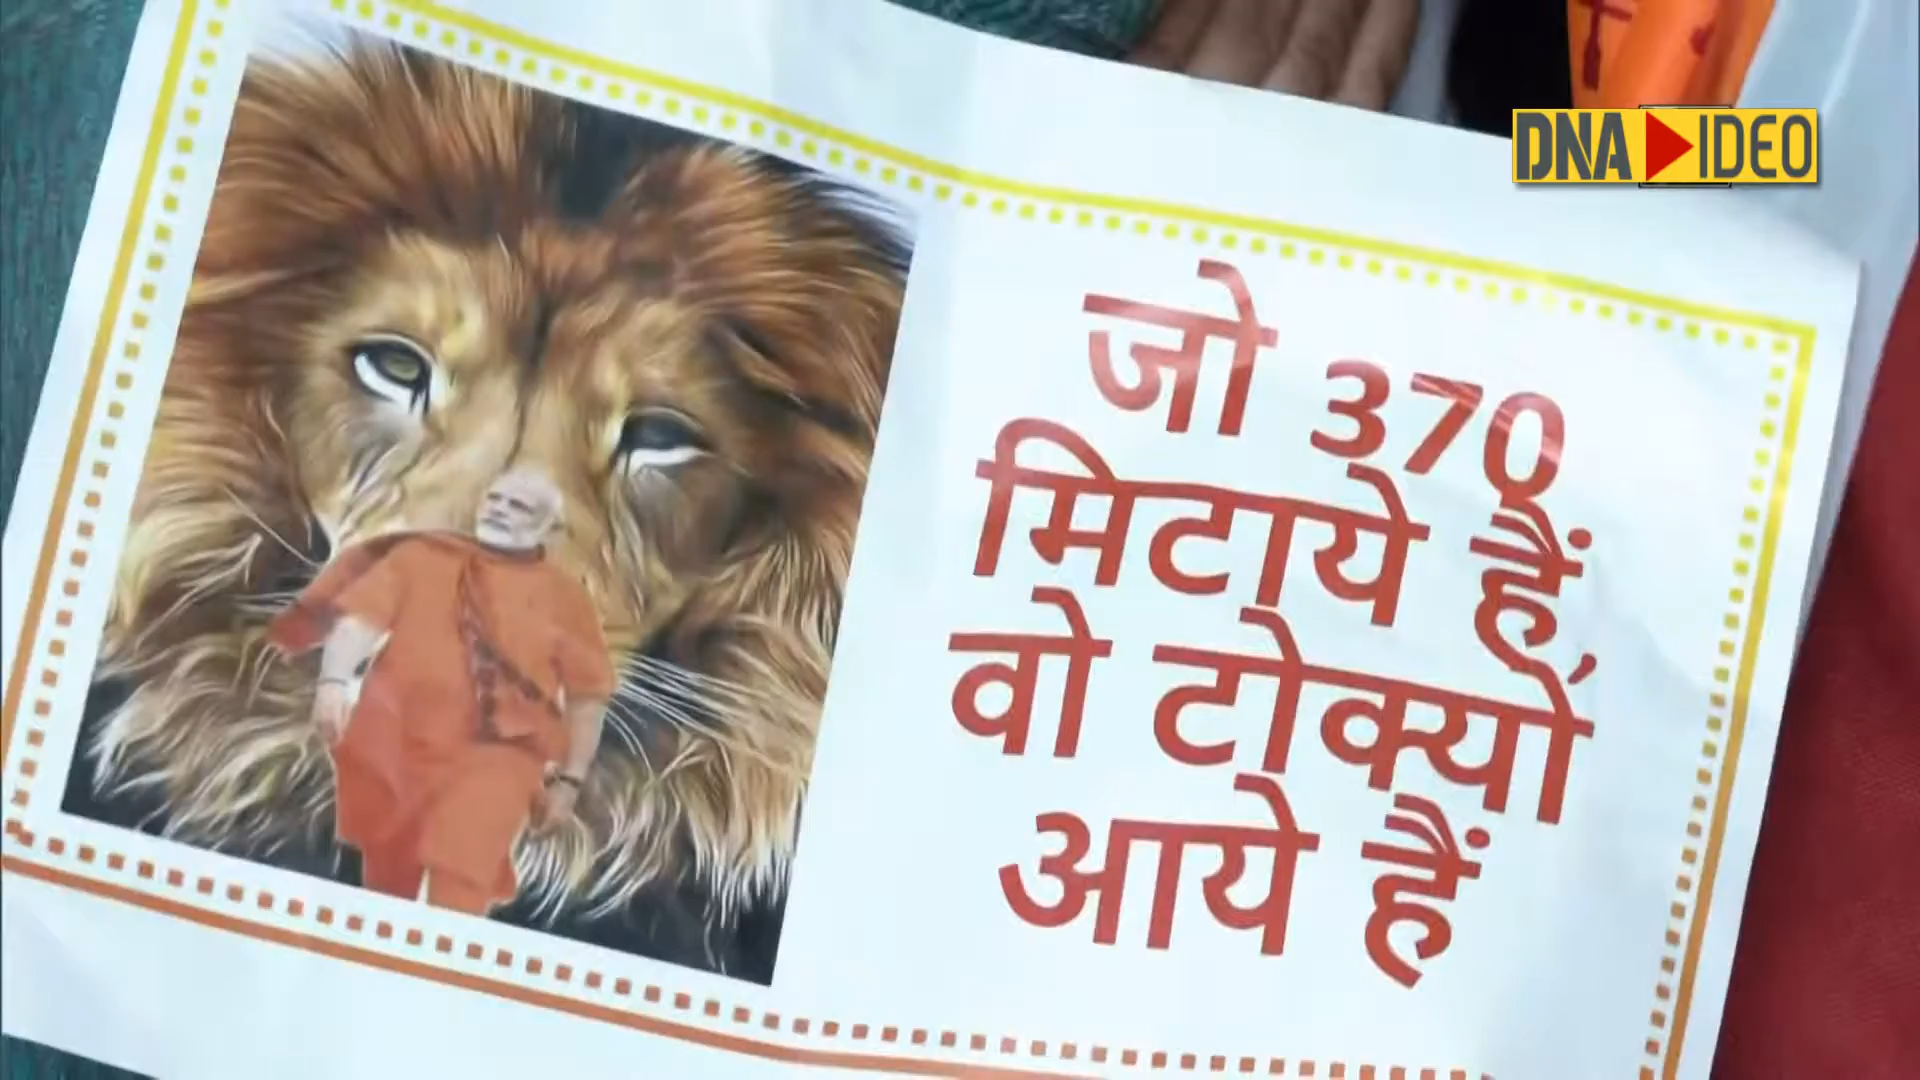 DNA VIDEO
जो 370
मिटाये हैं,
वो टोक्यो
आये हैं